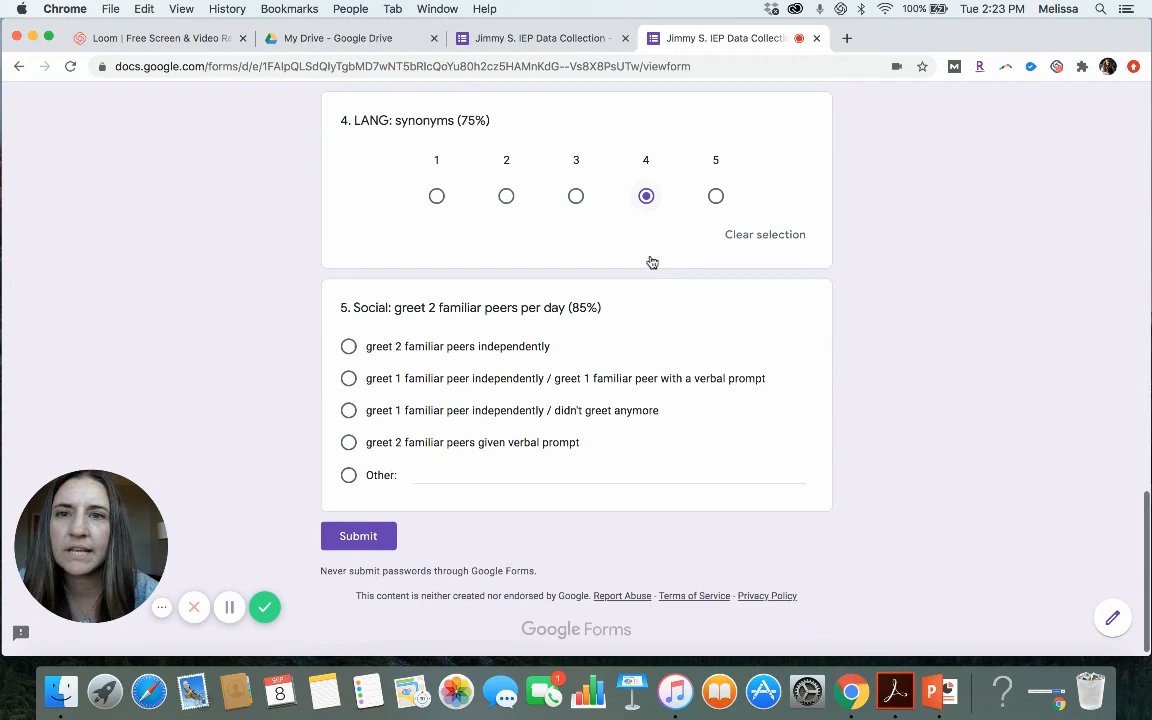 Chrome File Edit View History Bookmarks People Tab Window Help 100% Tue 2:23 PM Melissa
Loom | Free Screen & Video Re
My Drive - Google Drive
Jimmy S. IEP Data Collection -
Jimmy S. IEP Data Collecti
docs.google.com/forms/d/e/1FAIpQLSdQIyTgbMD7wNT5bRIcQoYu80h2cz5HAMnKdG--Vs8X8PsUTw/viewform
4. LANG: synonyms (75%)
1 2 3 4 5
Clear selection
5. Social: greet 2 familiar peers per day (85%)
greet 2 familiar peers independently
greet 1 familiar peer independently / greet 1 familiar peer with a verbal prompt
greet 1 familiar peer independently / didn't greet anymore
greet 2 familiar peers given verbal prompt
Other:
Submit
Never submit passwords through Google Forms.
This content is neither created nor endorsed by Google. Report Abuse - Terms of Service - Privacy Policy
Google Forms
SEP
8
1